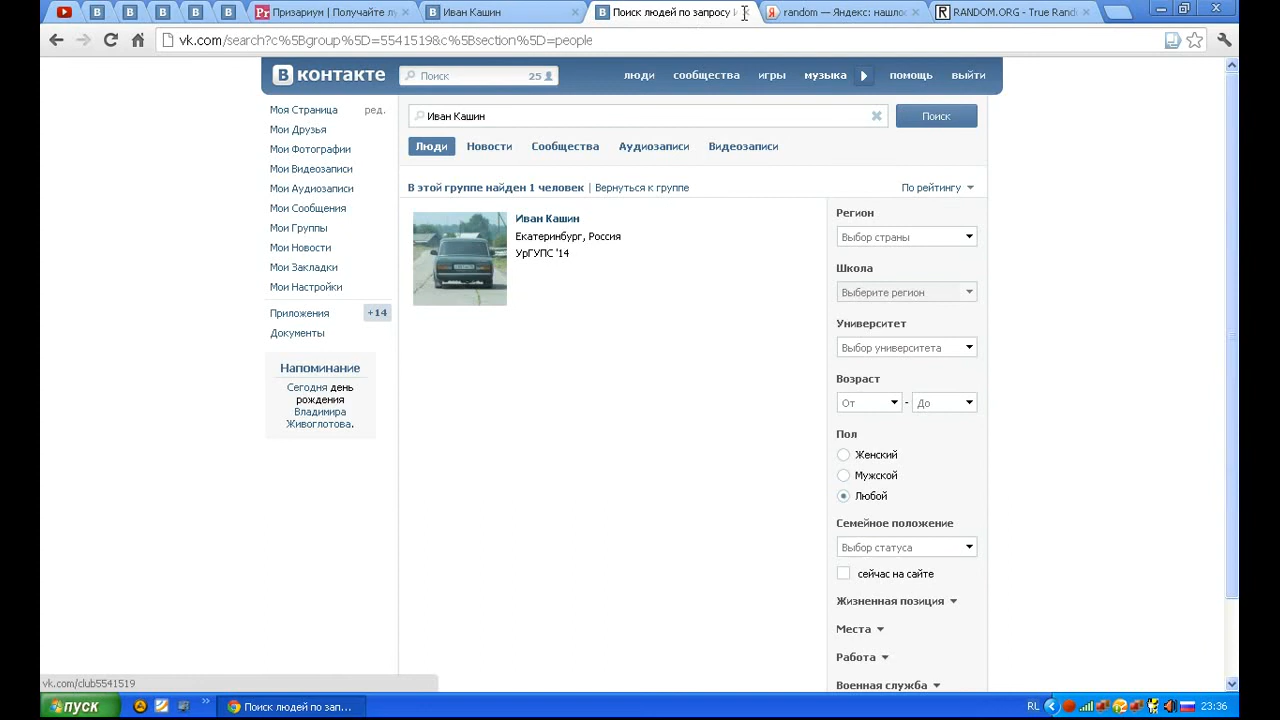 Призариум | Получайте лу
Иван Кашин
Поиск людей по запросу И
random — Яндекс: нашлос
RANDOM.ORG - True Rand
vk.com/search?c%5Bgroup%5D=5541519&c%5Bsection%5D=people
В контакте
Поиск
25
люди
сообщества
игры
музыка
помощь
выйти
Моя Страница
ред.
Мои Друзья
Мои Фотографии
Мои Видеозаписи
Мои Аудиозаписи
Мои Сообщения
Мои Группы
Мои Новости
Мои Закладки
Мои Настройки
Приложения
+14
Документы
Напоминание
Сегодня день
рождения
Владимира
Живоглотова.
Иван Кашин
Поиск
Люди
Новости
Сообщества
Аудиозаписи
Видеозаписи
В этой группе найден 1 человек | Вернуться к группе
По рейтингу
Иван Кашин
Екатеринбург, Россия
УрГУПС '14
Регион
Выбор страны
Школа
Выберите регион
Университет
Выбор университета
Возраст
От
-
До
Пол
Женский
Мужской
Любой
Семейное положение
Выбор статуса
сейчас на сайте
Жизненная позиция
Места
Работа
Военная служба
vk.com/club5541519
пуск
Поиск людей по зап...
RL
23:36